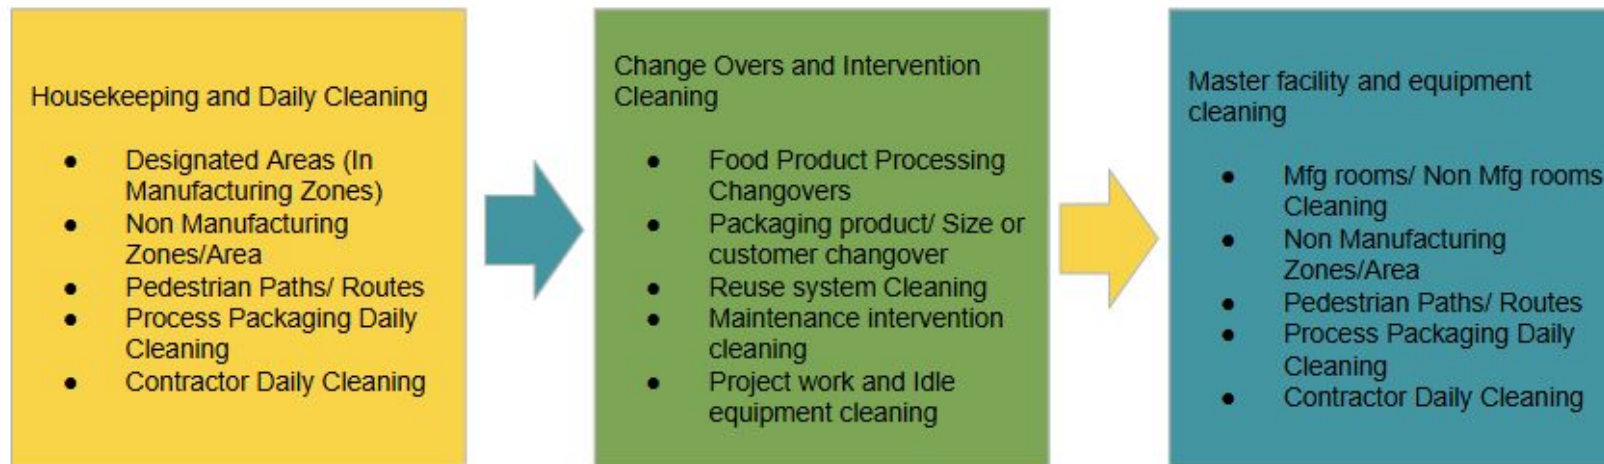 Housekeeping and Daily Cleaning
● Designated Areas (In
Manufacturing Zones)
● Non Manufacturing
Zones/Area
● Pedestrian Paths/ Routes
● Process Packaging Daily
Cleaning
● Contractor Daily Cleaning
Change Overs and Intervention
Cleaning
● Food Product Processing
Changovers
● Packaging product/ Size or
customer changover
● Reuse system Cleaning
● Maintenance intervention
cleaning
● Project work and Idle
equipment cleaning
Master facility and equipment
cleaning
● Mfg rooms/ Non Mfg rooms
Cleaning
● Non Manufacturing
Zones/Area
● Pedestrian Paths/ Routes
● Process Packaging Daily
Cleaning
● Contractor Daily Cleaning